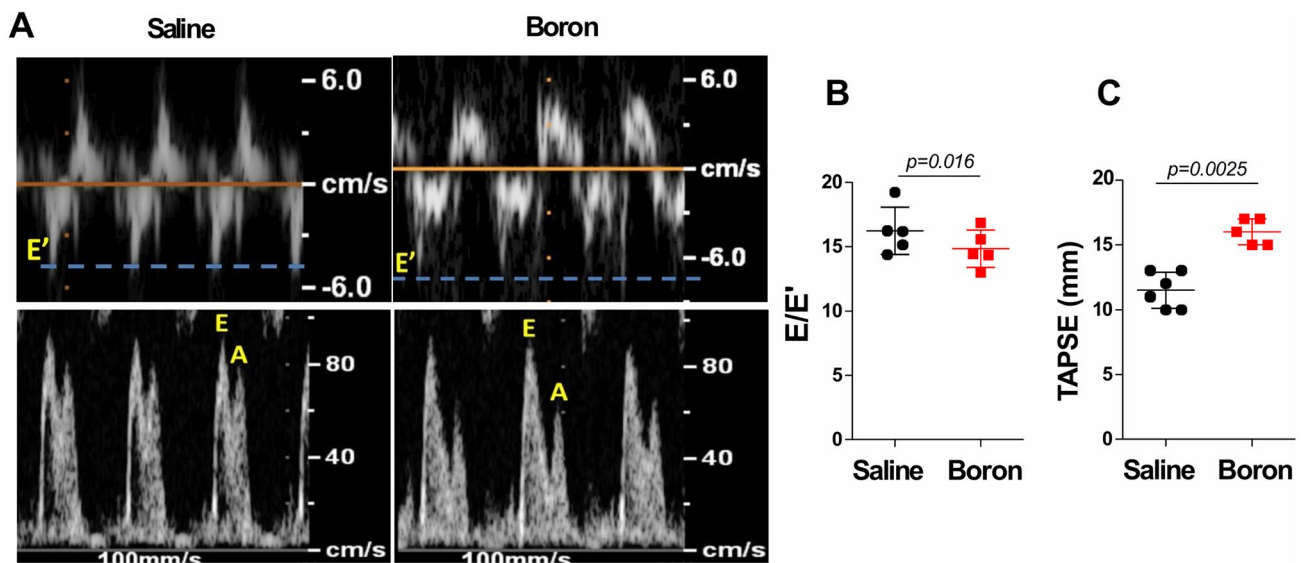 A
Saline
Boron
6.0
cm/s
-6.0
E’
6.0
cm/s
-6.0
E’
E
A
80
40
cm/s
100mm/s
E
A
80
40
cm/s
100mm/s
B
p=0.016
20
15
10
5
0
E/E'
Saline
Boron
C
p=0.0025
20
15
10
5
0
TAPSE (mm)
Saline
Boron